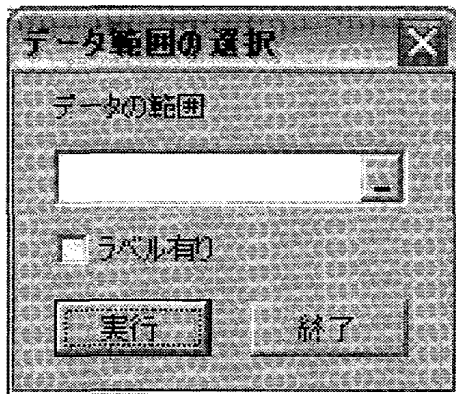 データ範囲の選択
データの範囲
ラベル有り
実行 終了